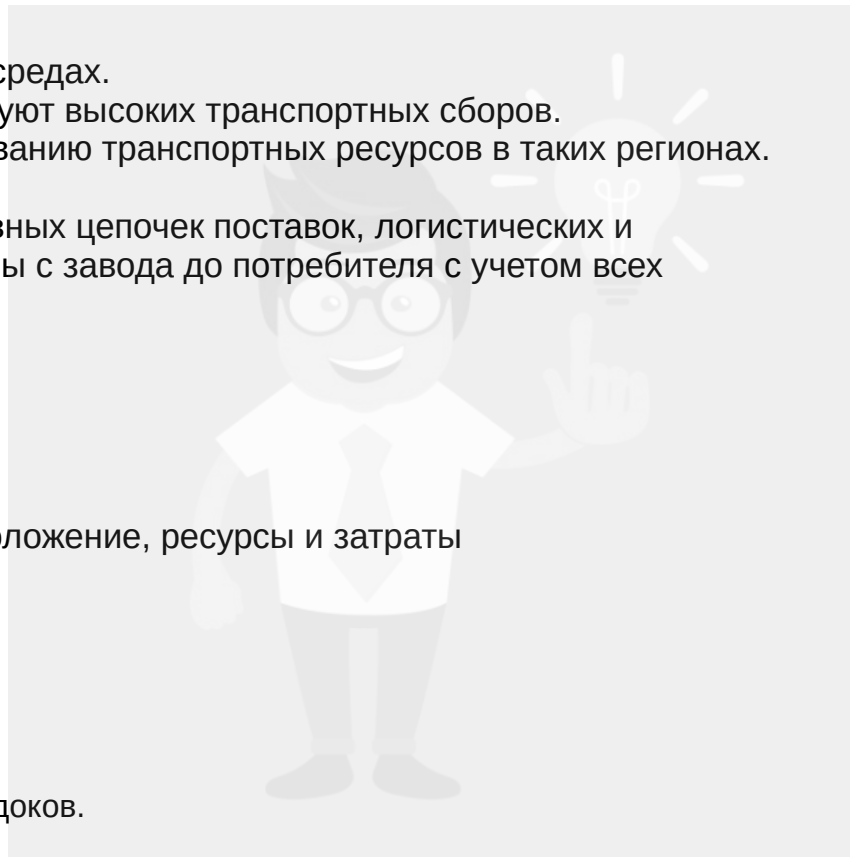 средах.
уют высоких транспортных сборов.
ванию транспортных ресурсов в таких регионах.
вных цепочек поставок, логистических и
ы с завода до потребителя с учетом всех
оложение, ресурсы и затраты
доков.